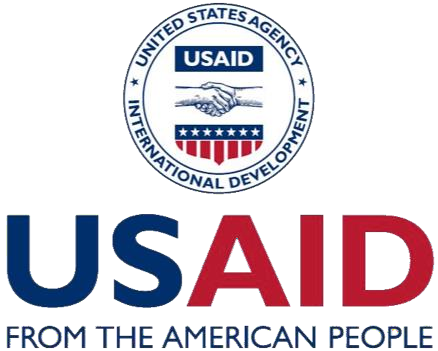 UNITED STATES AGENCY
USAID
INTERNATIONAL DEVELOPMENT
USAID
FROM THE AMERICAN PEOPLE